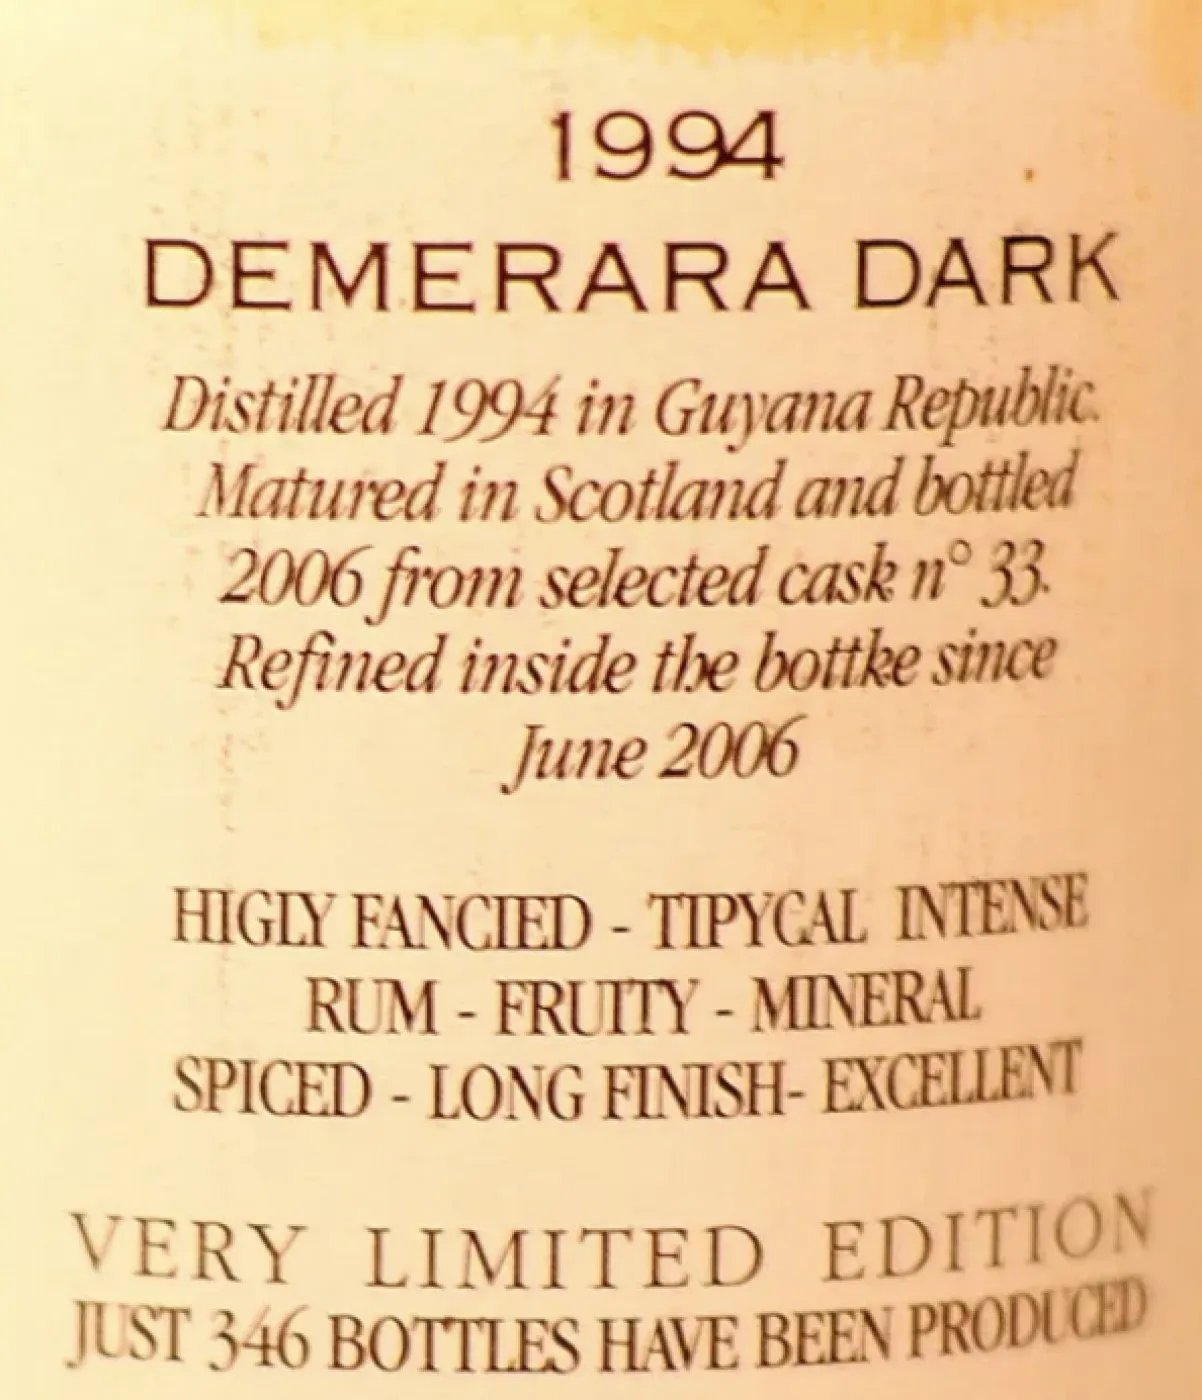 1994
DEMERARA DARK
Distilled 1994 in Guyana Republic.
Matured in Scotland and bottled
2006 from selected cask n° 33.
Refined inside the bottke since
June 2006
HIGLY FANCIED - TIPYCAL INTENSE
RUM - FRUITY - MINERAL
SPICED - LONG FINISH- EXCELLENT
VERY LIMITED EDITION
JUST 346 BOTTLES HAVE BEEN PRODUCED